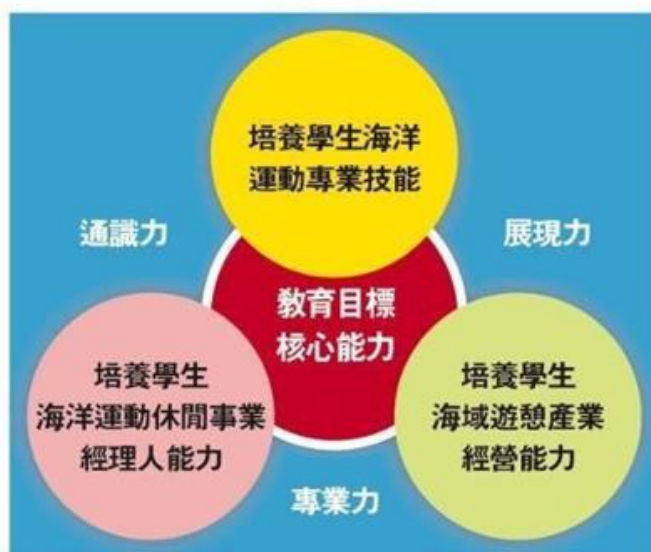 培養學生海洋
運動專業技能
通識力
展現力
教育目標
核心能力
培養學生
海洋運動休閒事業
經理人能力
培養學生
海域遊憩產業
經營能力
專業力